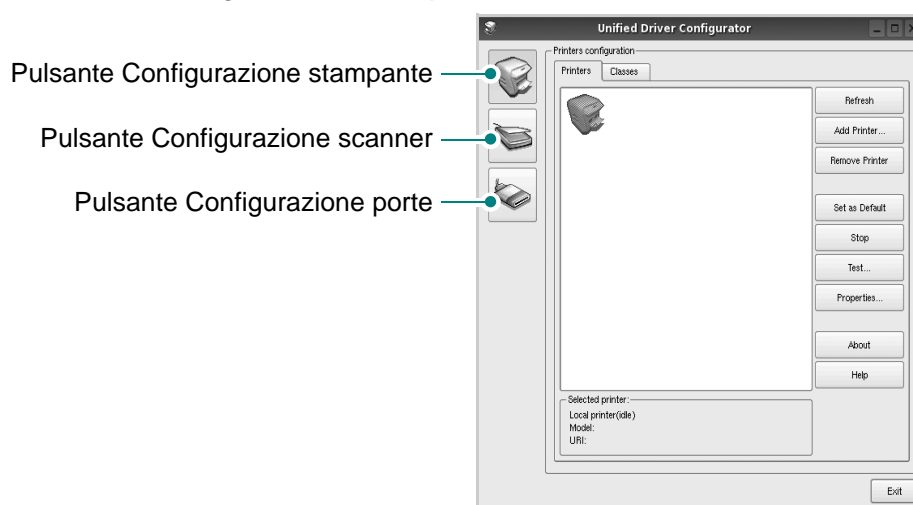 Unified Driver Configurator
Pulsante Configurazione stampante
Pulsante Configurazione scanner
Pulsante Configurazione porte
Printers configuration
Printers
Classes
Refresh
Add Printer...
Remove Printer
Set as Default
Stop
Test...
Properties...
About
Help
Selected printer:
Local printer(idle)
Model:
URI:
Exit